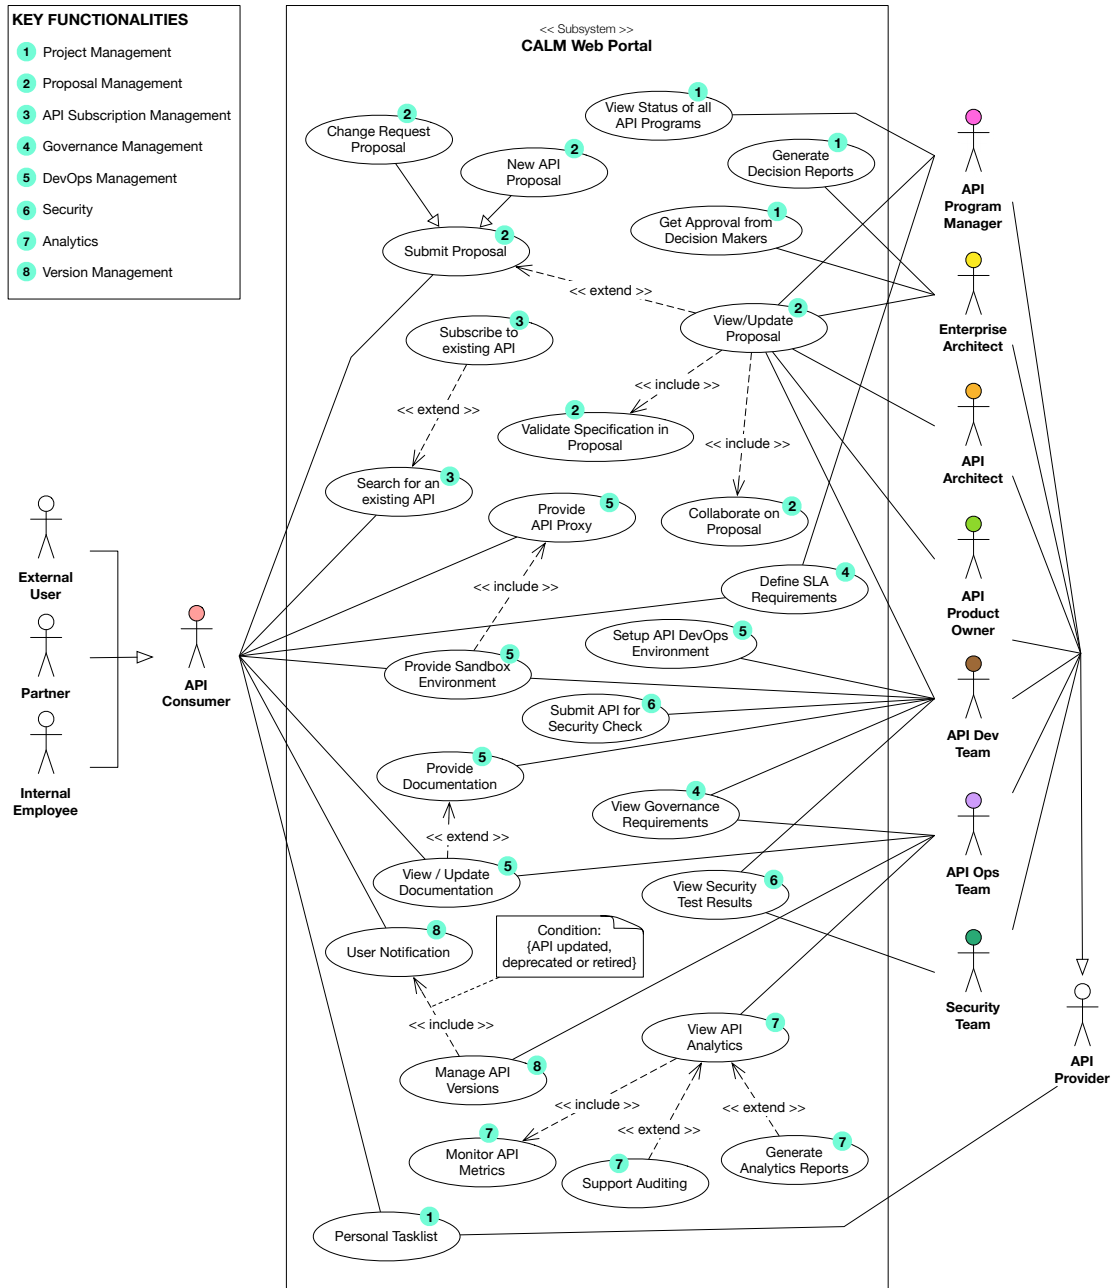 KEY FUNCTIONALITIES
1 Project Management
2 Proposal Management
3 API Subscription Management
4 Governance Management
5 DevOps Management
6 Security
7 Analytics
8 Version Management
<< Subsystem >>
CALM Web Portal
1
View Status of all
API Programs
2
Change Request
Proposal
2
New API
Proposal
1
Generate
Decision Reports
1
Get Approval from
Decision Makers
2
Submit Proposal
<< extend >>
2
View/Update
Proposal
3
Subscribe to
existing API
<< include >>
<< extend >>
2
Validate Specification in
Proposal
<< include >>
3
Search for an
existing API
5
Provide
API Proxy
2
Collaborate on
Proposal
<< include >>
4
Define SLA
Requirements
5
Setup API DevOps
Environment
5
Provide Sandbox
Environment
6
Submit API for
Security Check
5
Provide
Documentation
4
View Governance
Requirements
<< extend >>
5
View / Update
Documentation
6
View Security
Test Results
8
User Notification
Condition:
{API updated,
deprecated or retired}
<< include >>
7
View API
Analytics
8
Manage API
Versions
<< include >>
<< extend >>
<< extend >>
7
Monitor API
Metrics
7
Support Auditing
7
Generate
Analytics Reports
1
Personal Tasklist
External
User
Partner
Internal
Employee
API
Consumer
API
Program
Manager
Enterprise
Architect
API
Architect
API
Product
Owner
API Dev
Team
API Ops
Team
Security
Team
API
Provider